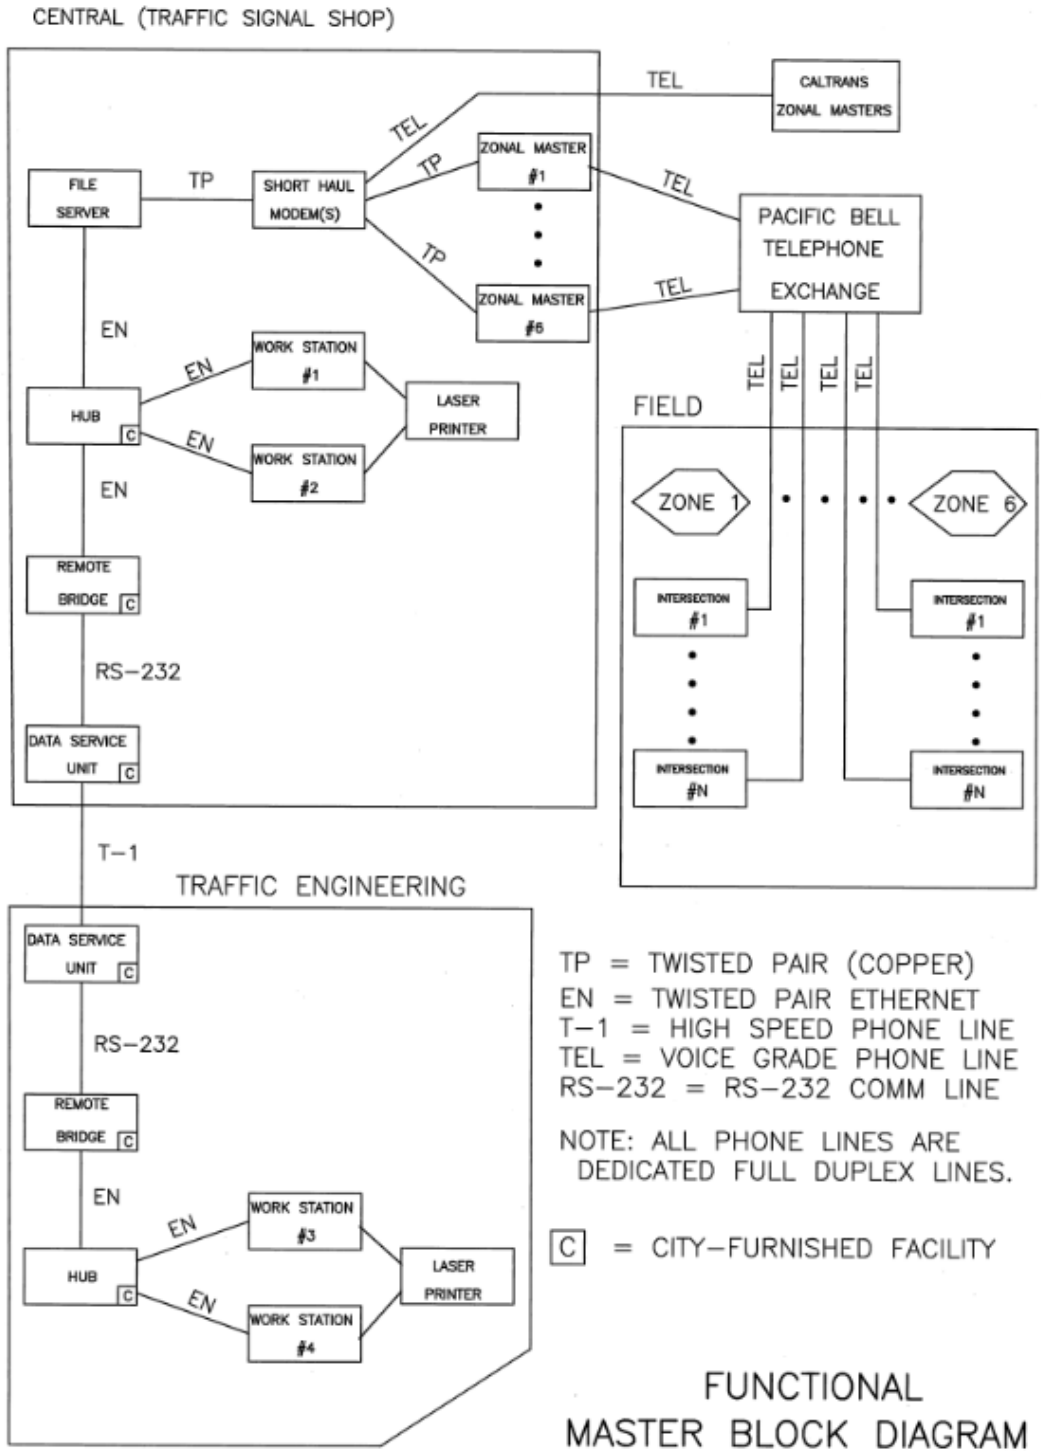 CENTRAL (TRAFFIC SIGNAL SHOP)
TEL
CALTRANS
ZONAL MASTERS
TEL
ZONAL MASTER
#1
TP
FILE
SERVER
TP
SHORT HAUL
MODEM(S)
TEL
PACIFIC BELL
TELEPHONE
EXCHANGE
TP
ZONAL MASTER
#6
TEL
EN
WORK STATION
#1
EN
LASER
PRINTER
HUB
C
EN
WORK STATION
#2
EN
TEL
TEL
TEL
TEL
FIELD
ZONE 1
ZONE 6
REMOTE
BRIDGE C
INTERSECTION
#1
INTERSECTION
#1
RS-232
DATA SERVICE
UNIT C
INTERSECTION
#N
INTERSECTION
#N
T-1
TRAFFIC ENGINEERING
DATA SERVICE
UNIT C
RS-232
REMOTE
BRIDGE C
EN
EN
WORK STATION
#3
HUB
C
LASER
PRINTER
EN
WORK STATION
#4
TP = TWISTED PAIR (COPPER)
EN = TWISTED PAIR ETHERNET
T-1 = HIGH SPEED PHONE LINE
TEL = VOICE GRADE PHONE LINE
RS-232 = RS-232 COMM LINE
NOTE: ALL PHONE LINES ARE
DEDICATED FULL DUPLEX LINES.
C = CITY-FURNISHED FACILITY
FUNCTIONAL
MASTER BLOCK DIAGRAM